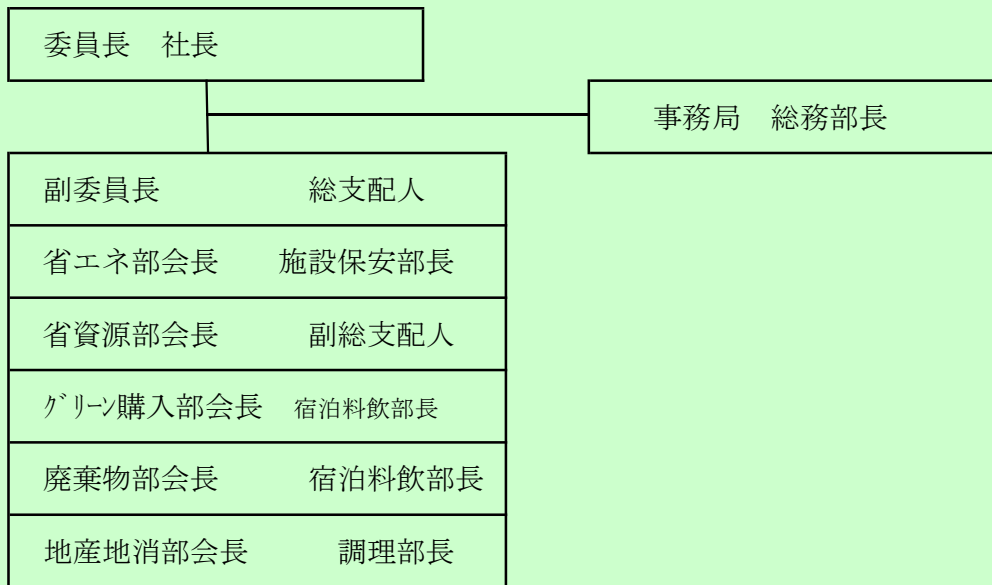 委員長　社長
事務局　総務部長
副委員長　総支配人
省エネ部会長　施設保安部長
省資源部会長　副総支配人
ｸﾞﾘｰﾝ購入部会長　宿泊料飲部長
廃棄物部会長　宿泊料飲部長
地産地消部会長　調理部長